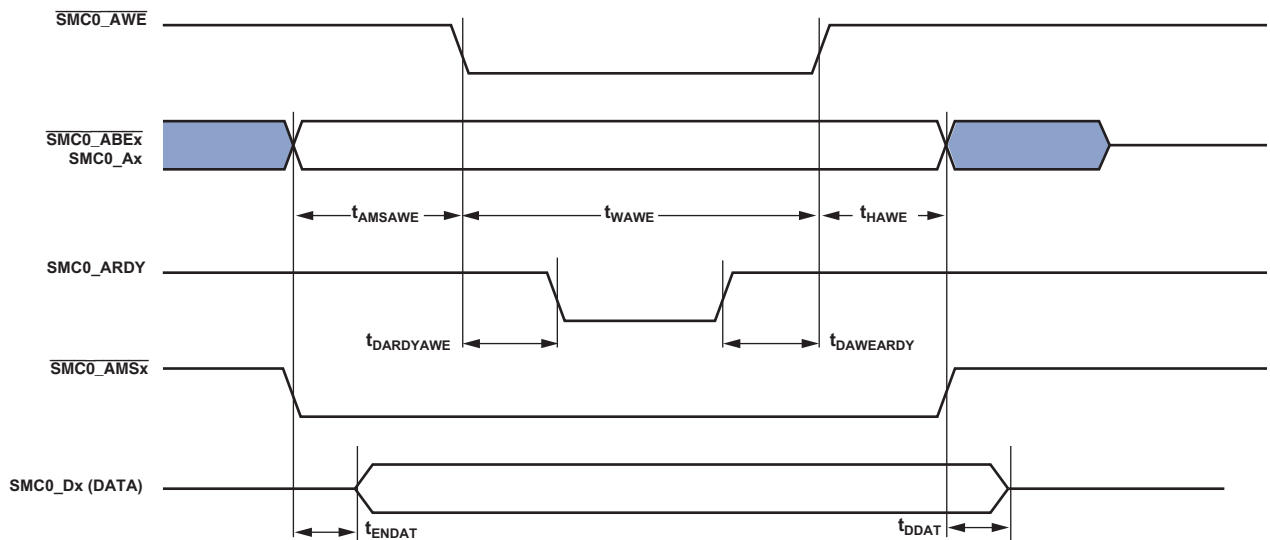 SMC0_AWE
SMC0_ABEx
SMC0_Ax
tAMSAWE
tWAWE
tHAWE
SMC0_ARDY
tDARDYAWE
tDAWEARDY
SMC0_AMSx
SMC0_Dx (DATA)
tENDAT
tDDAT